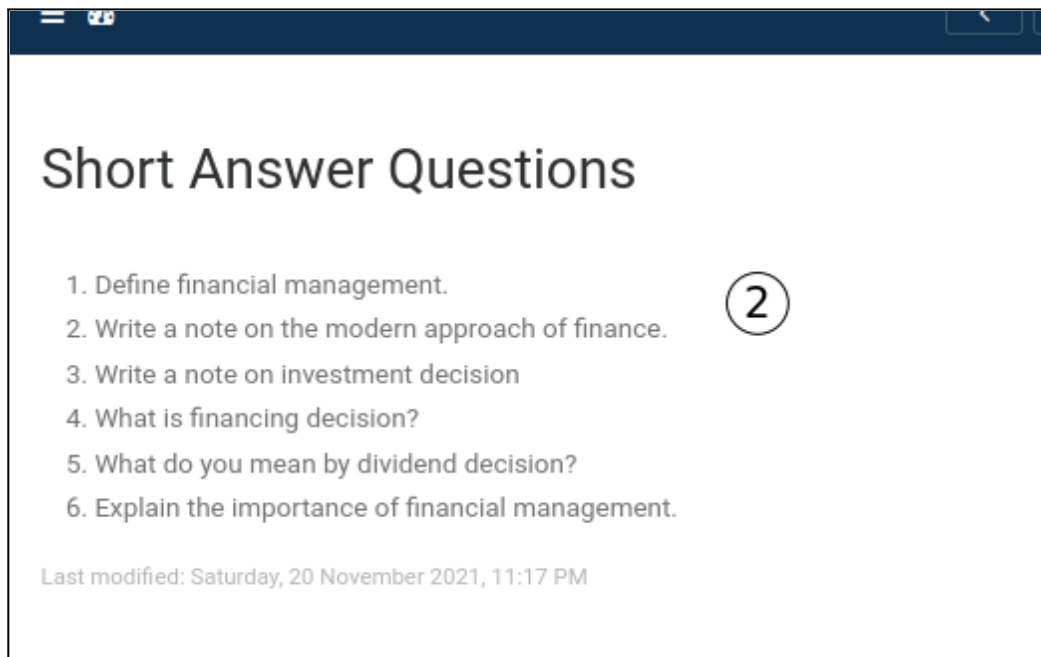 Short Answer Questions
1. Define financial management.
2
2. Write a note on the modern approach of finance.
3. Write a note on investment decision
4. What is financing decision?
5. What do you mean by dividend decision?
6. Explain the importance of financial management.
Last modified: Saturday, 20 November 2021, 11:17 PM